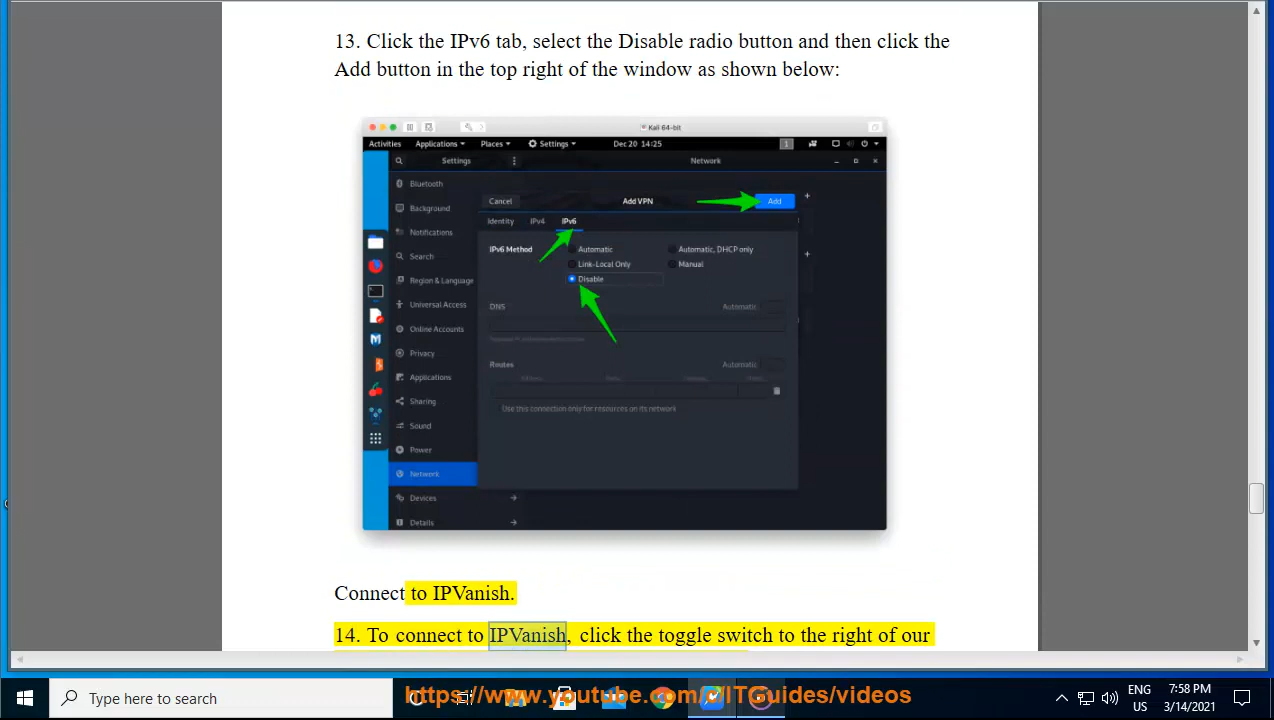 13. Click the IPv6 tab, select the Disable radio button and then click the
Add button in the top right of the window as shown below:
Kali 64-bit
Activities Applications Places Settings Dec 20 14:25 1
Settings Network
Bluetooth
Background
Notifications
Search
Region & Language
Universal Access
Online Accounts
Privacy
Applications
Sharing
Sound
Power
Network
Devices
Details
Cancel Add VPN Add
Identity IPv4 IPv6
IPv6 Method Automatic Automatic, DHCP only
Link-Local Only Manual
Disable
DNS Automatic
Routes Automatic
Use this connection only for resources on its network
Connect to IPVanish.
14. To connect to IPVanish, click the toggle switch to the right of our
Type here to search
https://www.youtube.com/c/ITGuides/videos
ENG
US
7:58 PM
3/14/2021